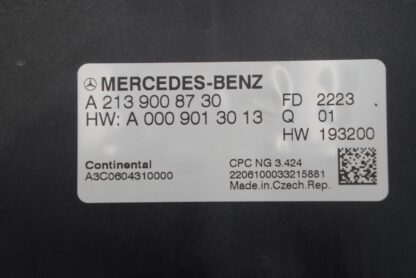 MERCEDES-BENZ
A 213 900 87 30 FD 2223
HW: A 000 901 30 13 Q 01
HW 193200
Continental CPC NG 3.424
A3C0604310000 2206100033215881
Made.in.Czech.Rep.